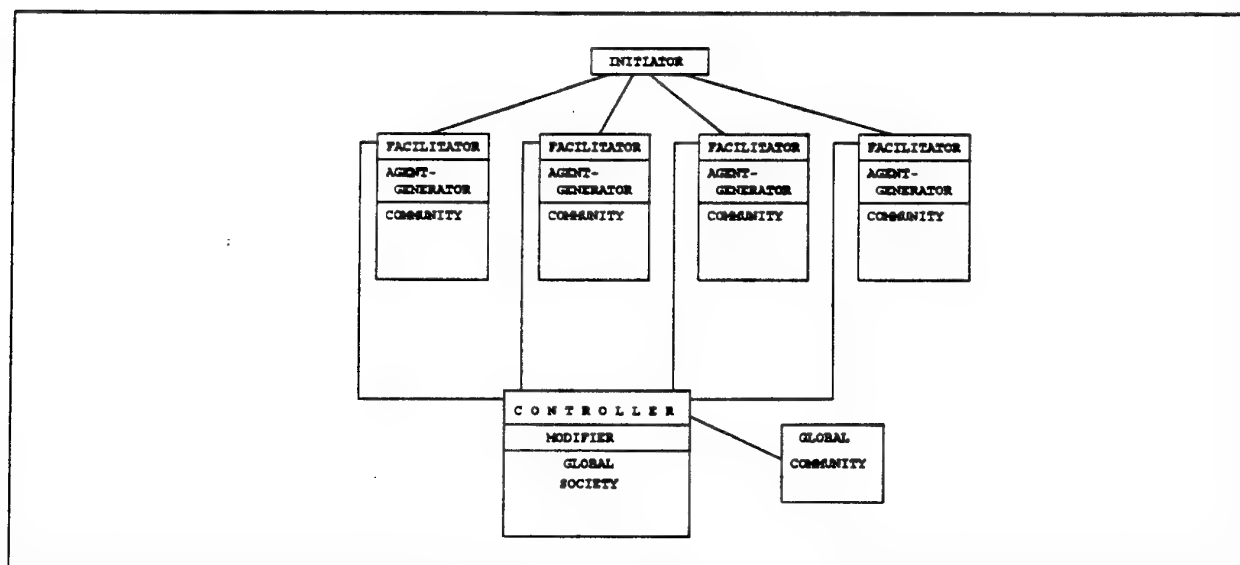 INITIATOR
FACILITATOR
AGENT-
GENERATOR
COMMUNITY
FACILITATOR
AGENT-
GENERATOR
COMMUNITY
FACILITATOR
AGENT-
GENERATOR
COMMUNITY
FACILITATOR
AGENT-
GENERATOR
COMMUNITY
C O N T R O L L E R
MODIFIER
GLOBAL
SOCIETY
GLOBAL
COMMUNITY